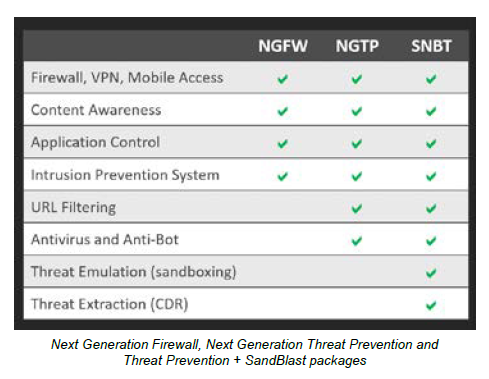 NGFW NGTP SNBT
Firewall, VPN, Mobile Access
Content Awareness
Application Control
Intrusion Prevention System
URL Filtering
Antivirus and Anti-Bot
Threat Emulation (sandboxing)
Threat Extraction (CDR)
Next Generation Firewall, Next Generation Threat Prevention and
Threat Prevention + SandBlast packages